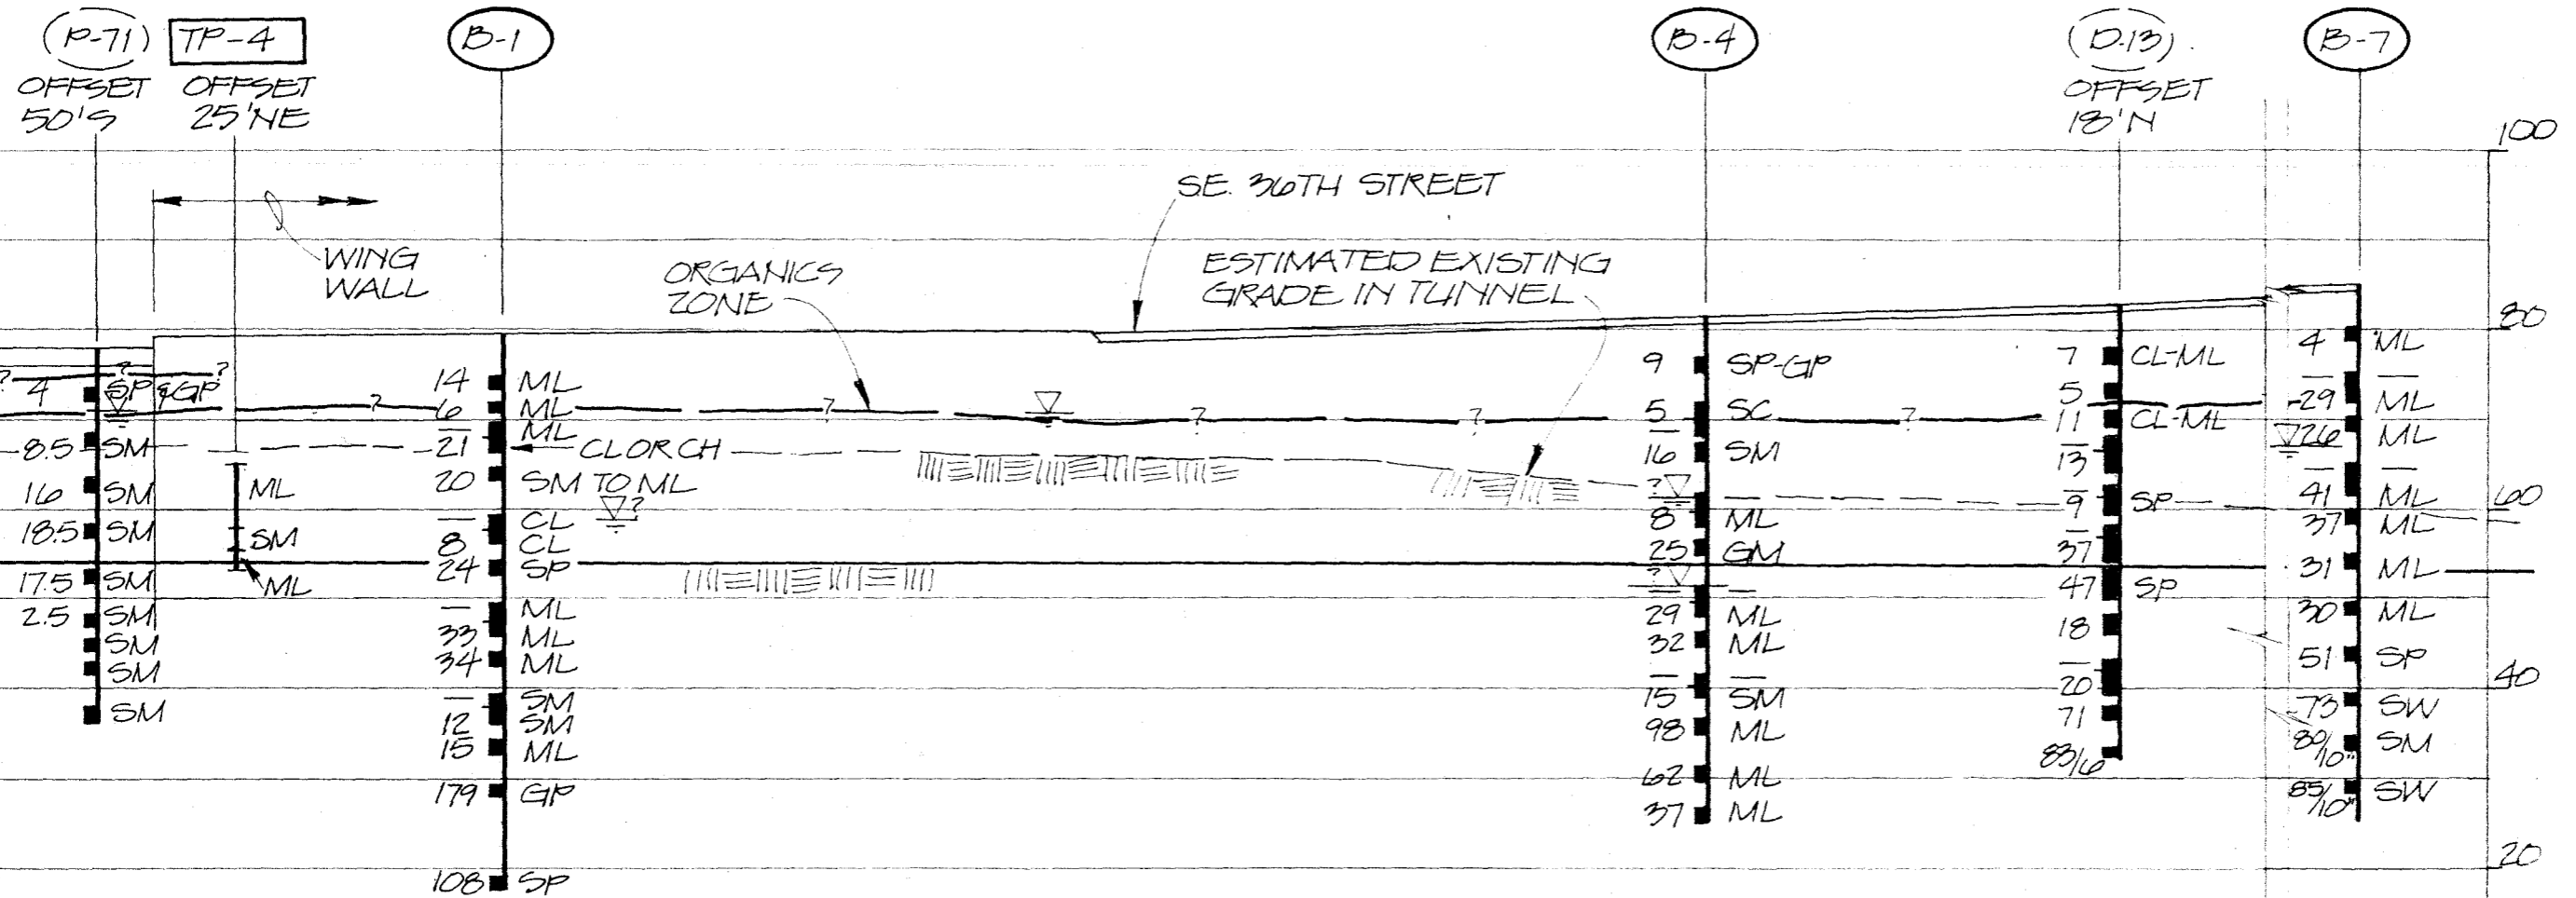 (P-71) TP-4 B-1 B-4 (D.13) B-7
OFFSET OFFSET OFFSET
50'S 25'NE 18'N
100
SE. 36TH STREET
WING
WALL
ORGANICS
ZONE
ESTIMATED EXISTING
GRADE IN TUNNEL
80
60
40
20
? 4 SP & GP ? ?
8.5 SM
16 SM
18.5 SM
17.5 SM
2.5 SM
SM
SM
SM
ML
SM
ML
14 ML
? 6 ML
21 ML
CL OR CH
20 SM TO ML
?
CL
8 CL
24 SP
ML
33 ML
34 ML
SM
12 SM
15 ML
179 GP
108 SP
? ? ? ?
9 SP-GP
5 SC
16 SM
?
8 ML
25 GM
?
29 ML
32 ML
15 SM
98 ML
62 ML
37 ML
7 CL-ML
5
11 CL-ML
13
9 SP
37
47 SP
18
20
71
83/6
4 ML
29 ML
26 ML
41 ML
37 ML
31 ML
30 ML
51 SP
73 SW
80/10" SM
85/10" SW